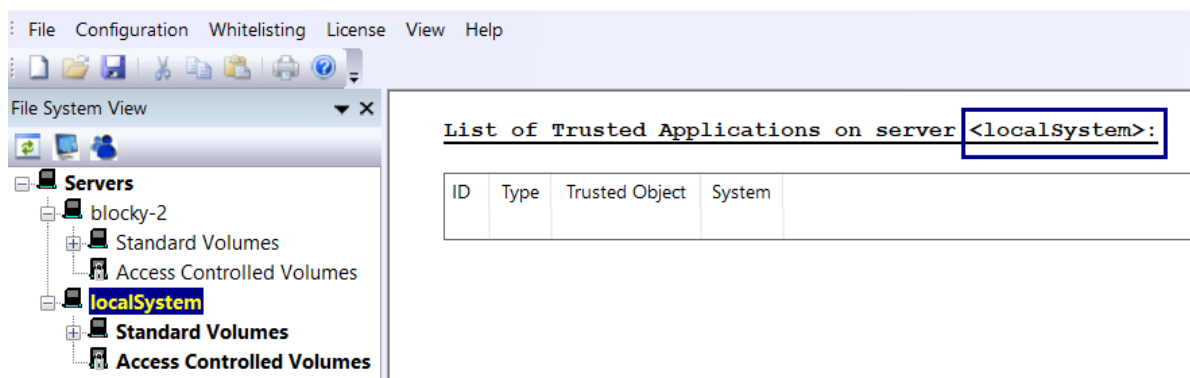 File Configuration Whitelisting License View Help
File System View
List of Trusted Applications on server <localSystem>:
Servers
blocky-2
Standard Volumes
Access Controlled Volumes
localSystem
Standard Volumes
Access Controlled Volumes
ID Type Trusted Object System